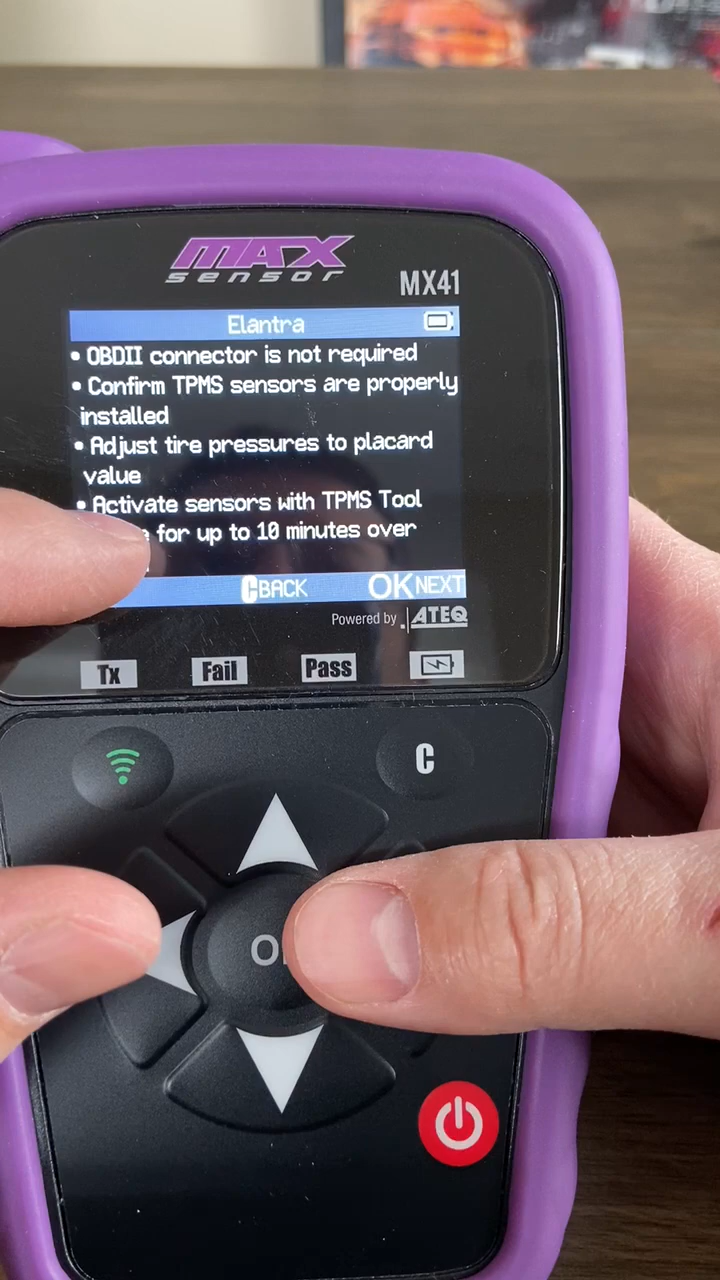 MAX
sensor
MX41
Elantra
• OBDII connector is not required
• Confirm TPMS sensors are properly
installed
• Adjust tire pressures to placard
value
• Activate sensors with TPMS Tool
for up to 10 minutes over
C BACK OK NEXT
Powered by ATEQ
Tx Fail Pass
C